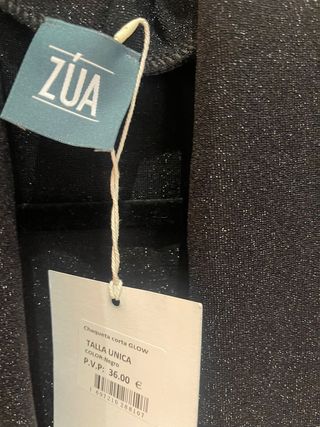 ZÚA
Chaqueta corta GLOW
TALLA UNICA
COLOR:Negro
P.V.P: 36.00 €